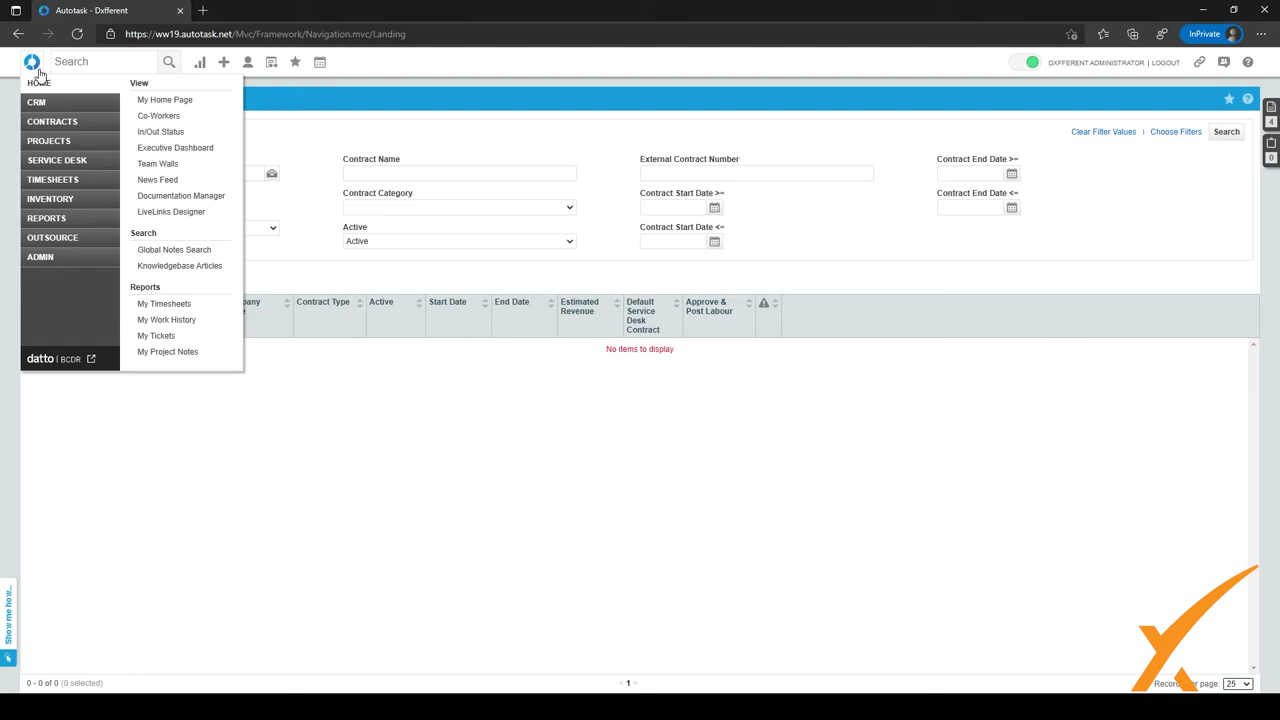 Autotask - Dxfferent
https://ww19.autotask.net/Mvc/Framework/Navigation.mvc/Landing
InPrivate
Search
DXFFERENT ADMINISTRATOR | LOGOUT
HOME
CRM
CONTRACTS
PROJECTS
SERVICE DESK
TIMESHEETS
INVENTORY
REPORTS
OUTSOURCE
ADMIN
datto | BCDR
View
My Home Page
Co-Workers
In/Out Status
Executive Dashboard
Team Walls
News Feed
Documentation Manager
LiveLinks Designer
Search
Global Notes Search
Knowledgebase Articles
Reports
My Timesheets
My Work History
My Tickets
My Project Notes
Clear Filter Values | Choose Filters Search
4
0
Contract Name
Contract Category
Active
Active
External Contract Number
Contract Start Date >=
Contract Start Date <=
Contract End Date >=
Contract End Date <=
Contract Type
Active
Start Date
End Date
Estimated
Revenue
Default
Service
Desk
Contract
Approve &
Post Labour
No items to display
Show me how...
0 - 0 of 0 (0 selected)
< 1 >
page: 25